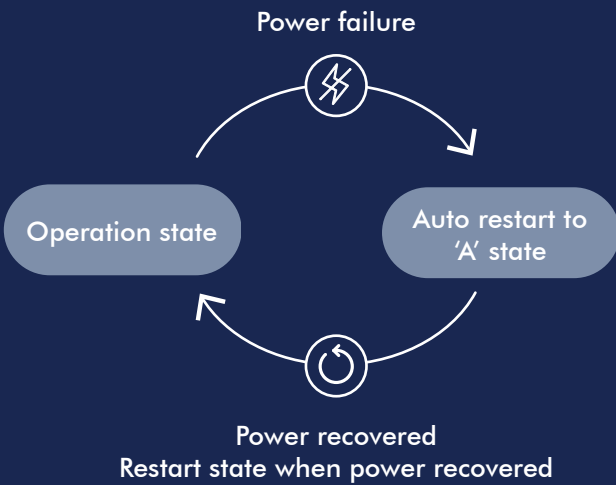 Power failure
Operation state
Auto restart to
‘A’ state
Power recovered
Restart state when power recovered